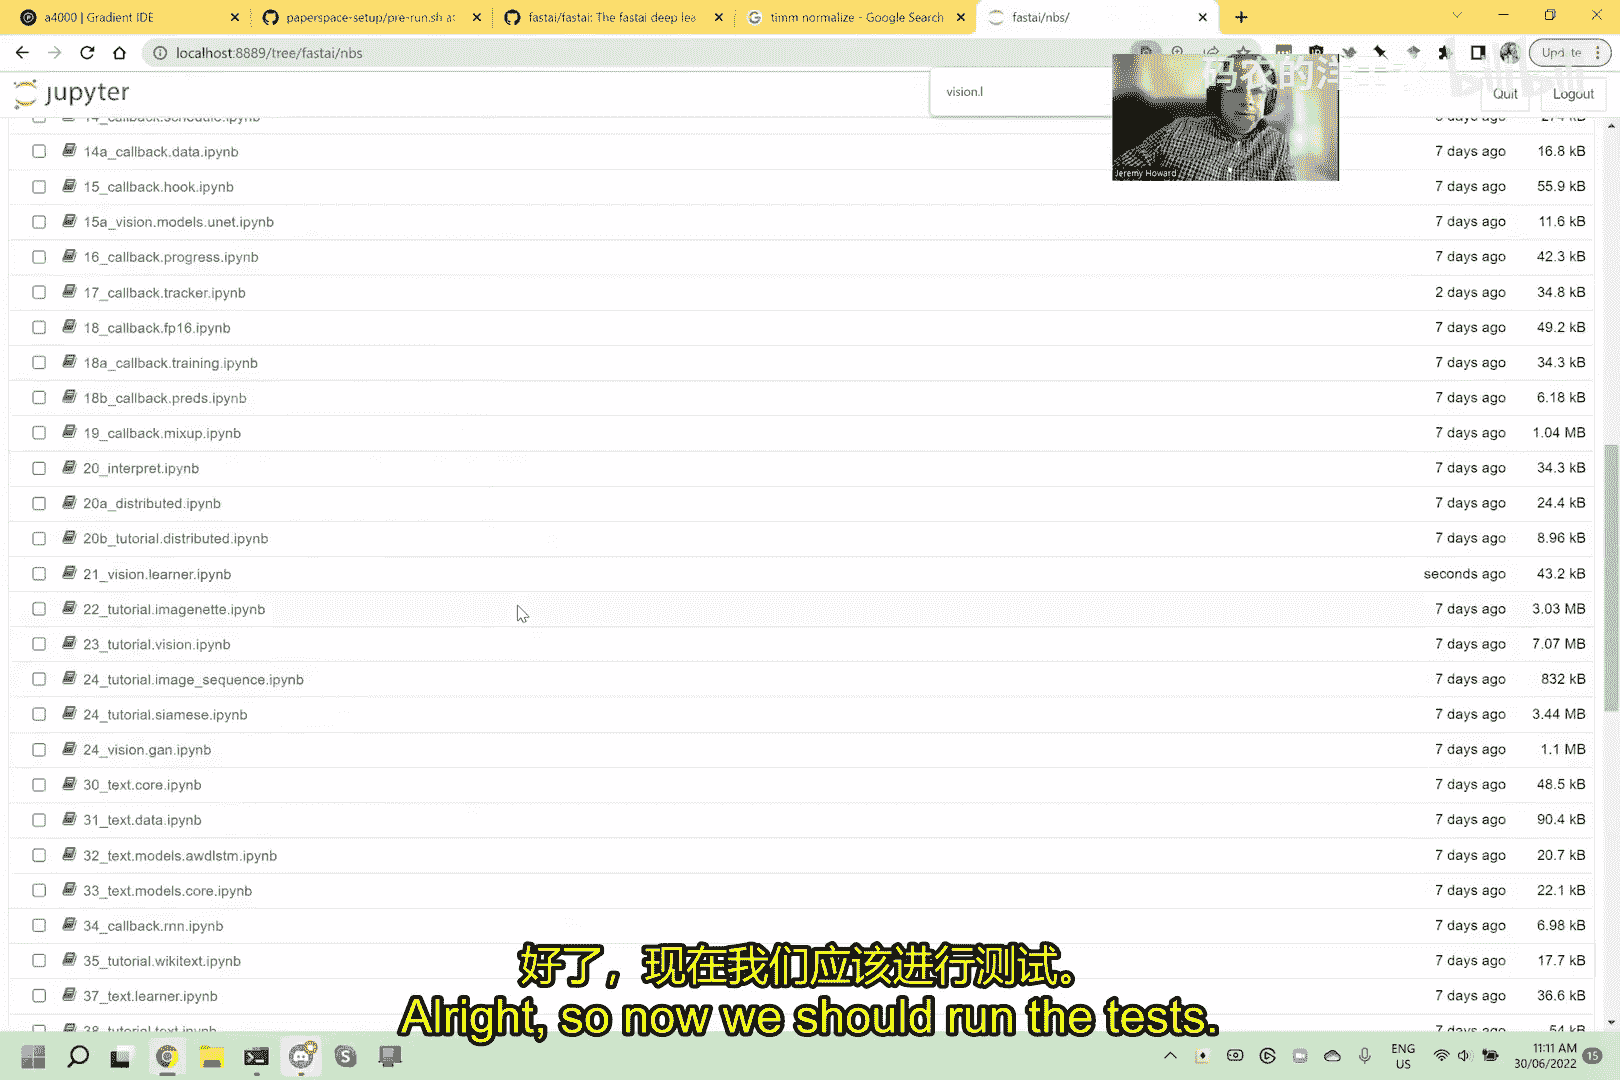 a4000 | Gradient IDE
paperspace-setup/pre-run.sh at
fastai/fastai: The fastai deep lea
timm normalize - Google Search
fastai/nbs/
localhost:8889/tree/fastai/nbs
Update
jupyter
vision.l
Quit
Logout
14_callback.schedule.ipynb
14a_callback.data.ipynb 7 days ago 16.8 kB
Jeremy Howard
15_callback.hook.ipynb 7 days ago 55.9 kB
15a_vision.models.unet.ipynb 7 days ago 11.6 kB
16_callback.progress.ipynb 7 days ago 42.3 kB
17_callback.tracker.ipynb 2 days ago 34.8 kB
18_callback.fp16.ipynb 7 days ago 49.2 kB
18a_callback.training.ipynb 7 days ago 34.3 kB
18b_callback.preds.ipynb 7 days ago 6.18 kB
19_callback.mixup.ipynb 7 days ago 1.04 MB
20_interpret.ipynb 7 days ago 34.3 kB
20a_distributed.ipynb 7 days ago 24.4 kB
20b_tutorial.distributed.ipynb 7 days ago 8.96 kB
21_vision.learner.ipynb seconds ago 43.2 kB
22_tutorial.imagenette.ipynb 7 days ago 3.03 MB
23_tutorial.vision.ipynb 7 days ago 7.07 MB
24_tutorial.image_sequence.ipynb 7 days ago 832 kB
24_tutorial.siamese.ipynb 7 days ago 3.44 MB
24_vision.gan.ipynb 7 days ago 1.1 MB
30_text.core.ipynb 7 days ago 48.5 kB
31_text.data.ipynb 7 days ago 90.4 kB
32_text.models.awdlstm.ipynb 7 days ago 20.7 kB
33_text.models.core.ipynb 7 days ago 22.1 kB
34_callback.rnn.ipynb 7 days ago 6.98 kB
35_tutorial.wikitext.ipynb 7 days ago 17.7 kB
37_text.learner.ipynb 7 days ago 36.6 kB
38_tutorial.text.ipynb 7 days ago 54 kB
好了，现在我们应该进行测试。
Alright, so now we should run the tests.
ENG
US
11:11 AM
30/06/2022
15